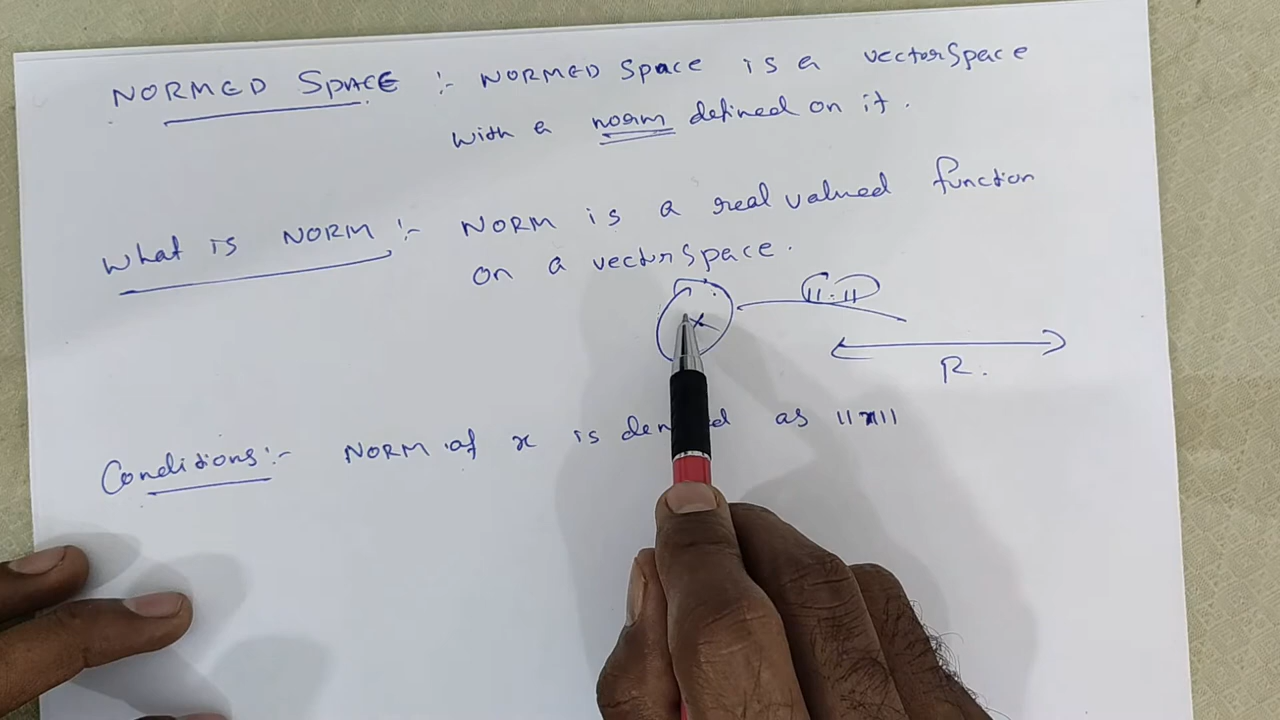 NORMED SPACE :- NORMED Space is a vectorspace
with a norm defined on it.
What is NORM :- NORM is a real valued function
on a vectorspace.
X ||.||
R.
Conditions:- NORM of x is as ||x||